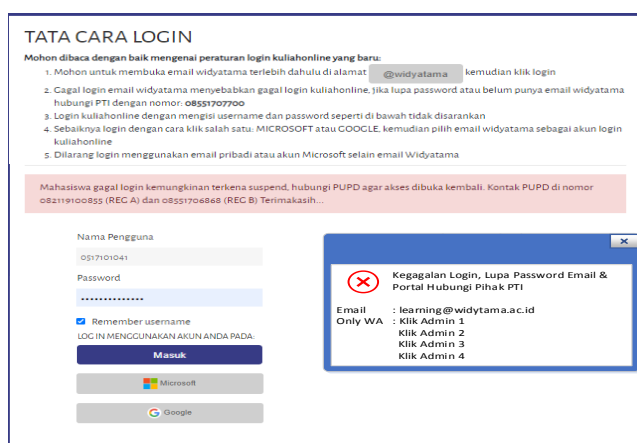 TATA CARA LOGIN
Mohon dibaca dengan baik mengenai peraturan login kuliahonline yang baru:
1. Mohon untuk membuka email widyatama terlebih dahulu di alamat @widyatama kemudian klik login
2. Gagal login email widyatama menyebabkan gagal login kuliahonline, jika lupa password atau belum punya email widyatama
hubungi PTI dengan nomor: 08551707700
3. Login kuliahonline dengan mengisi username dan password seperti di bawah tidak disarankan
4. Sebaiknya login dengan cara klik salah satu: MICROSOFT atau GOOGLE, kemudian pilih email widyatama sebagai akun login
kuliahonline
5. Dilarang login menggunakan email pribadi atau akun Microsoft selain email Widyatama
Mahasiswa gagal login kemungkinan terkena suspend, hubungi PUPD agar akses dibuka kembali. Kontak PUPD di nomor
082119100855 (REG A) dan 08551706868 (REG B) Terimakasih...
Nama Pengguna
0517101041
Password
••••••••••••••
Remember username
LOG IN MENGGUNAKAN AKUN ANDA PADA:
Masuk
Microsoft
Google
Kegagalan Login, Lupa Password Email &
Portal Hubungi Pihak PTI
Email : learning@widytama.ac.id
Only WA : Klik Admin 1
Klik Admin 2
Klik Admin 3
Klik Admin 4